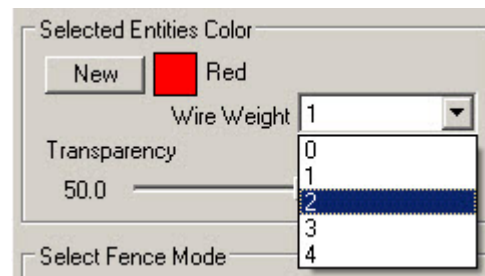 Selected Entities Color
New Red
Wire Weight 1
Transparency 0
50.0 1
2
3
Select Fence Mode 4